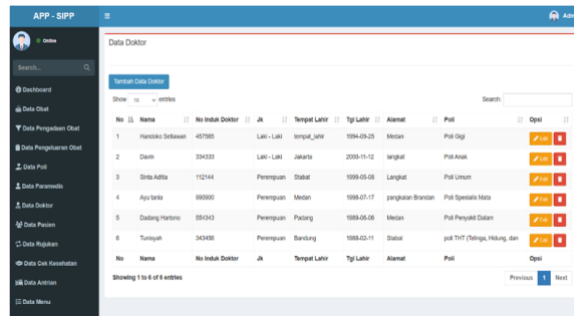 APP - SIPP
Adm
Online
Search...
Dashboard
Data Obat
Data Pengadaan Obat
Data Pengeluaran Obat
Data Poli
Data Paramedis
Data Doktor
Data Pasien
Data Rujukan
Data Cek Kesehatan
Data Antrian
Data Menu
Data Doktor
Tambah Data Doktor
Show 10 entries Search:
No Nama No Induk Doktor Jk Tempat Lahir Tgl Lahir Alamat Poli Opsi
1 Handoko Setiawan 457565 Laki - Laki tempat_lahir 1994-09-25 Medan Poli Gigi Edit
2 Davin 334533 Laki - Laki Jakarta 2000-11-12 langkat Poli Anak Edit
3 Sinta Aditia 112144 Perempuan Stabat 1999-05-08 Langkat Poli Umum Edit
4 Ayu tania 990900 Perempuan Medan 1998-07-17 pangkalan Brandan Poli Spesialis Mata Edit
5 Dadang Hartono 554343 Perempuan Padang 1989-06-06 Medan Poli Penyakit Dalam Edit
6 Tunisyah 343456 Perempuan Bandung 1988-02-11 Stabat poli THT (Telinga, Hidung, dan Edit
No Nama No Induk Doktor Jk Tempat Lahir Tgl Lahir Alamat Poli Opsi
Showing 1 to 6 of 6 entries Previous 1 Next